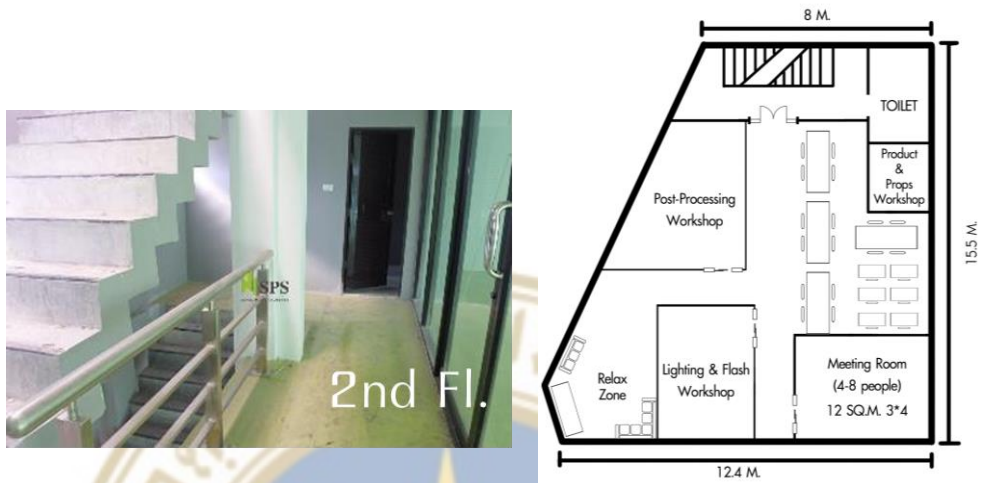 SPS
2nd Fl.
8 M.
TOILET
Product
&
Props
Workshop
Post-Processing
Workshop
15.5 M.
Relax
Zone
Lighting & Flash
Workshop
Meeting Room
(4-8 people)
12 SQ.M. 3*4
12.4 M.